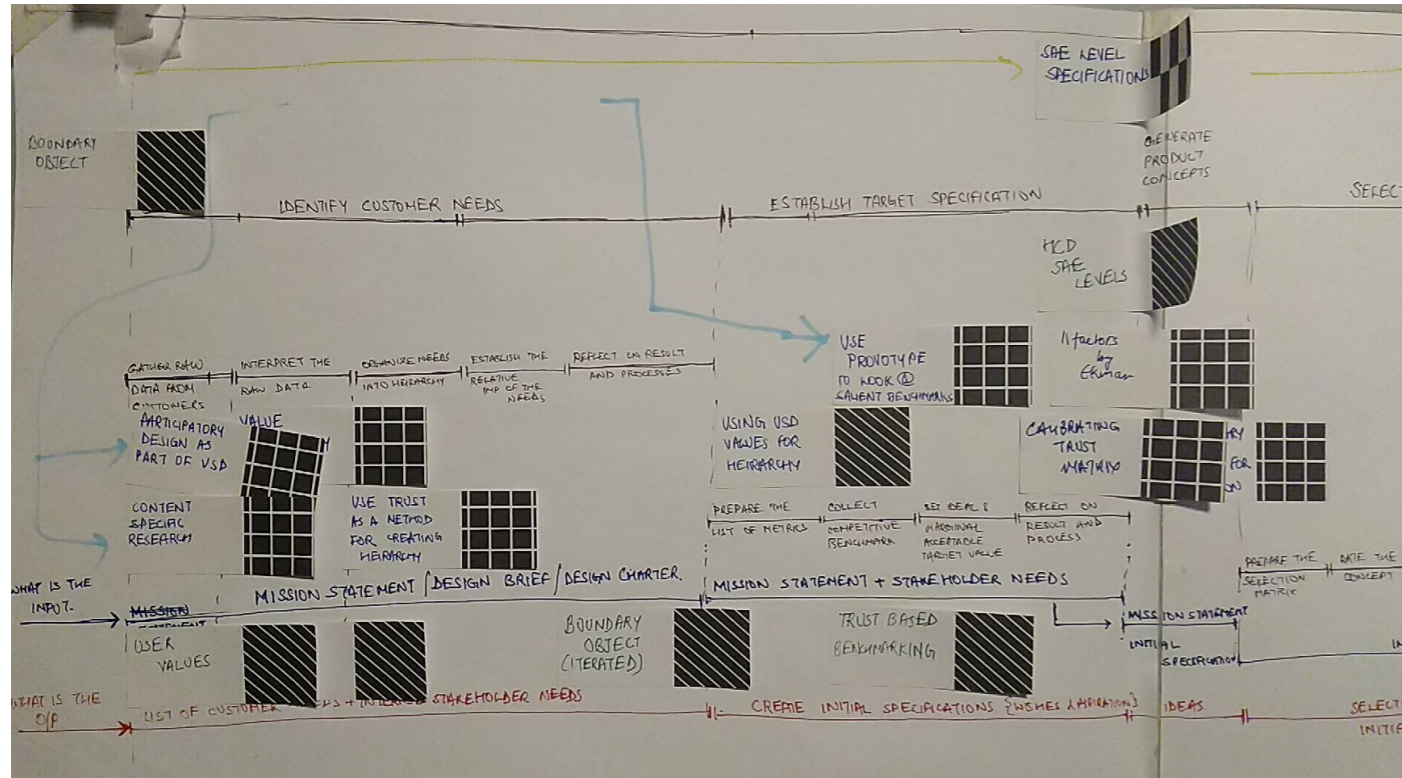 SAE LEVEL
SPECIFICATIONS
BOUNDARY
OBJECT
GENERATE
PRODUCT
CONCEPTS
IDENTIFY CUSTOMER NEEDS
ESTABLISH TARGET SPECIFICATION
SELECT
HCD
SAE
LEVELS
USE
PROVOTYPE
TO LOOK @
SALIENT BENCHMARKS
11 factors
by
Ekman
GATHER RAW
DATA FROM
CUSTOMERS
INTERPRET THE
RAW DATA
ORGANIZE NEEDS
INTO HEIRARCHY
ESTABLISH THE
RELATIVE
IMP OF THE
NEEDS
REFLECT ON RESULT
AND PROCESSES
PARTICIPATORY
DESIGN AS
PART OF VSD
VALUE
USING VSD
VALUES FOR
HEIRARCHY
CALIBRATING
TRUST
MATRIX
RY
FOR
ON
CONTENT
SPECIFIC
RESEARCH
USE TRUST
AS A METHOD
FOR CREATING
HEIRARCHY
PREPARE THE
LIST OF METRICS
COLLECT
COMPETITIVE
BENCHMARK
SET IDEAL &
MARGINAL
ACCEPTABLE
TARGET VALUE
REFLECT ON
RESULT AND
PROCESS
PREPARE THE
SELECTION
MATRIX
RATE THE
CONCEPT
WHAT IS THE
INPUT.
MISSION
MISSION STATEMENT / DESIGN BRIEF / DESIGN CHARTER.
MISSION STATEMENT + STAKEHOLDER NEEDS
MISSION STATEMENT
INITIAL
SPECIFICATION
IN
USER
VALUES
BOUNDARY
OBJECT
(ITERATED)
TRUST BASED
BENCHMARKING
WHAT IS THE
O/P
LIST OF CUSTOMER
STAKEHOLDER NEEDS
CREATE INITIAL SPECIFICATIONS {WISHES & ASPIRATION}
IDEAS
SELECT
INITIA